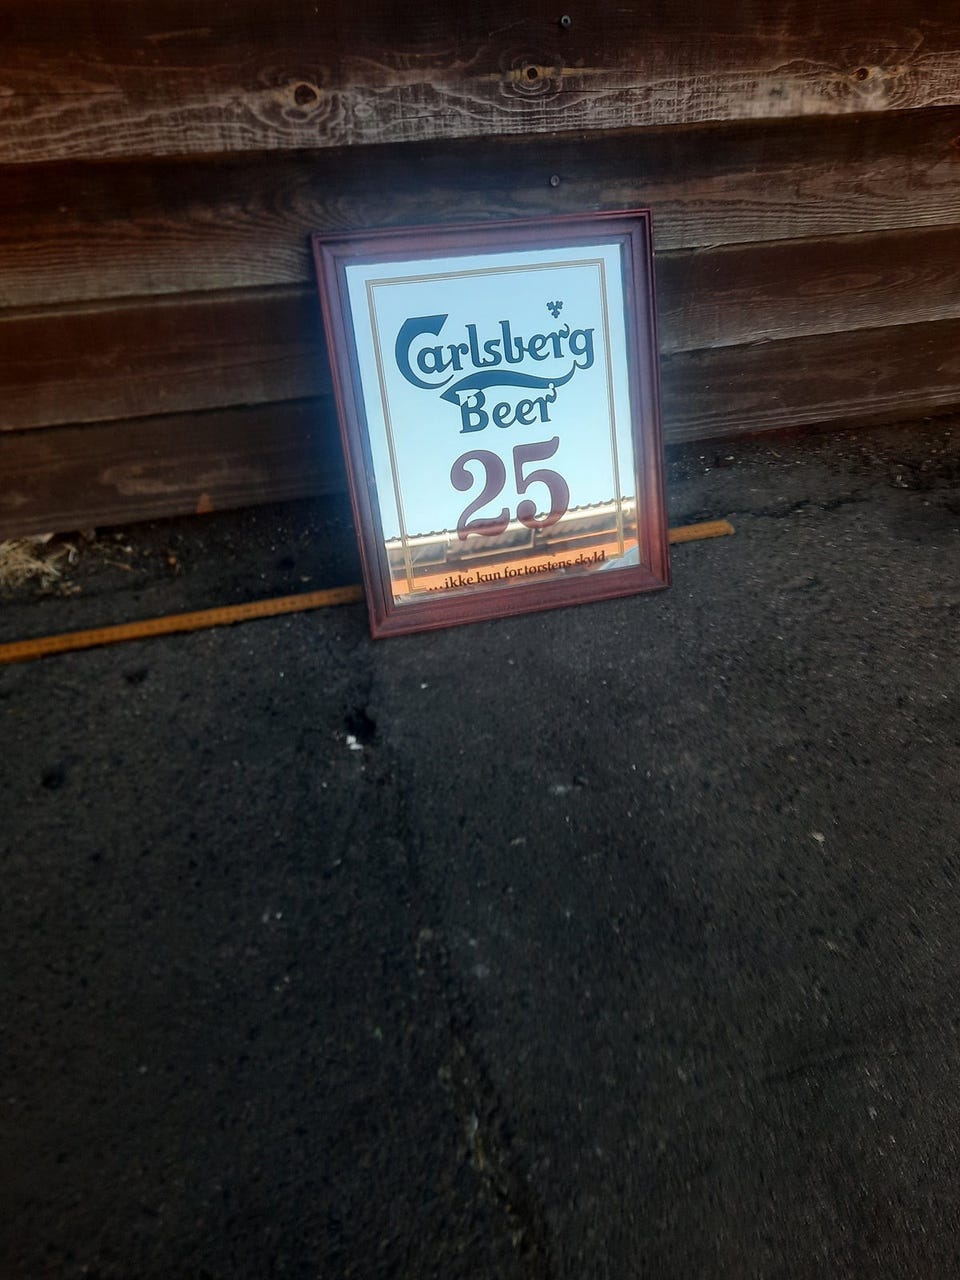 Carlsberg
Beer
25
...ikke kun for tørstens skyld